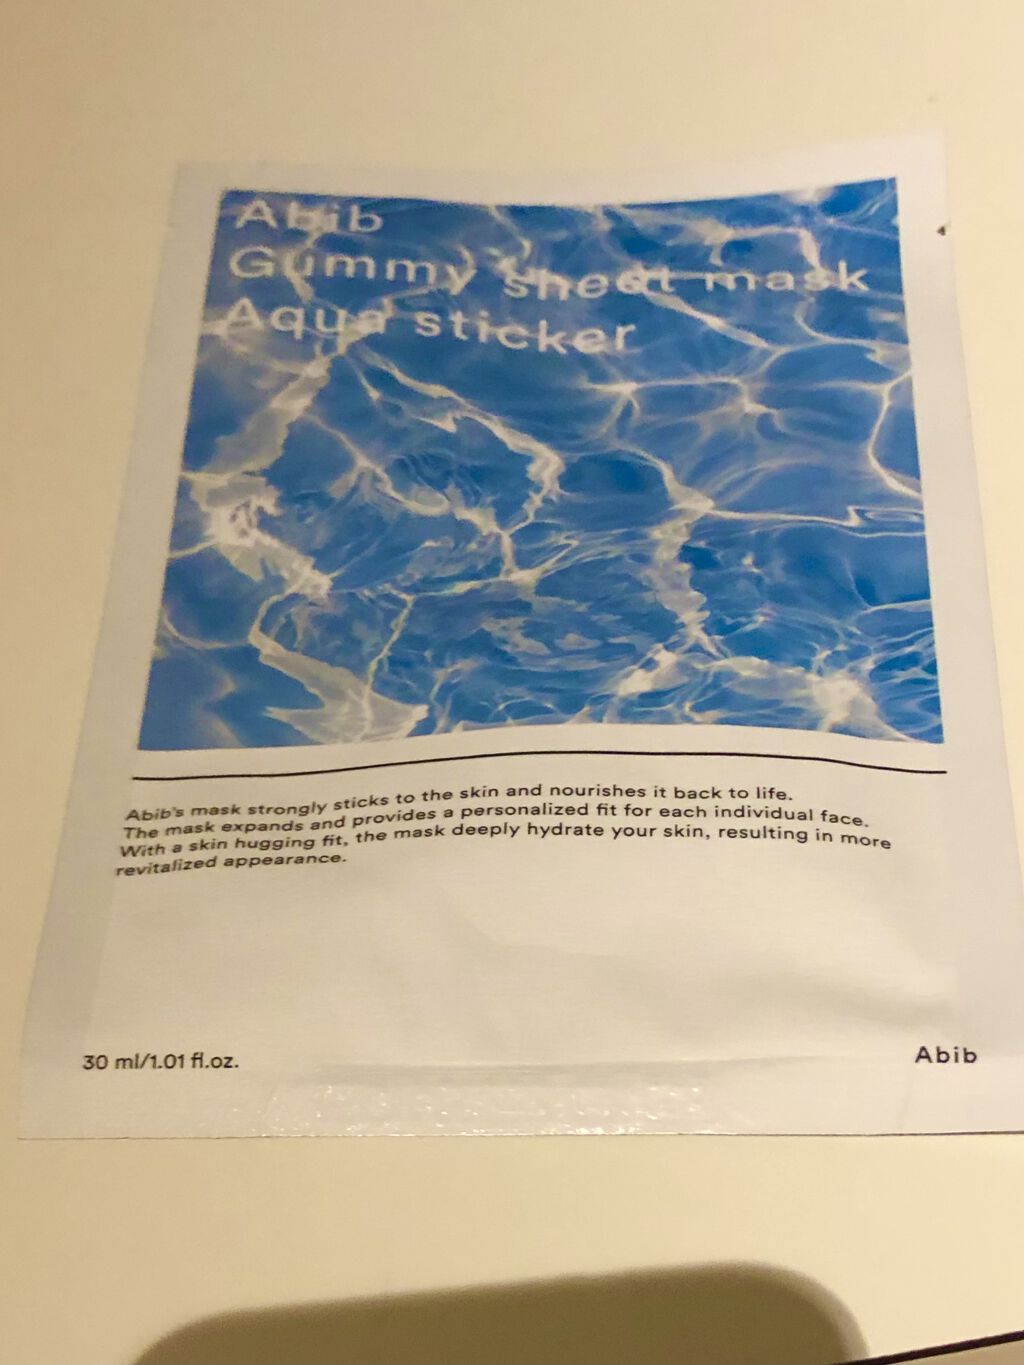 Abib
Gummy sheet mask
Aqua sticker
Abib's mask strongly sticks to the skin and nourishes it back to life.
The mask expands and provides a personalized fit for each individual face.
With a skin hugging fit, the mask deeply hydrate your skin, resulting in more
revitalized appearance.
30 ml/1.01 fl.oz.
Abib